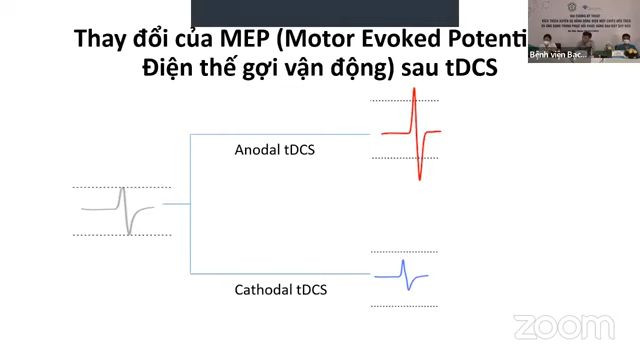 Thay đổi của MEP (Motor Evoked Potenti
Điện thế gợi vận động) sau tDCS
Bệnh viện Bạc...
Anodal tDCS
Cathodal tDCS
zoom